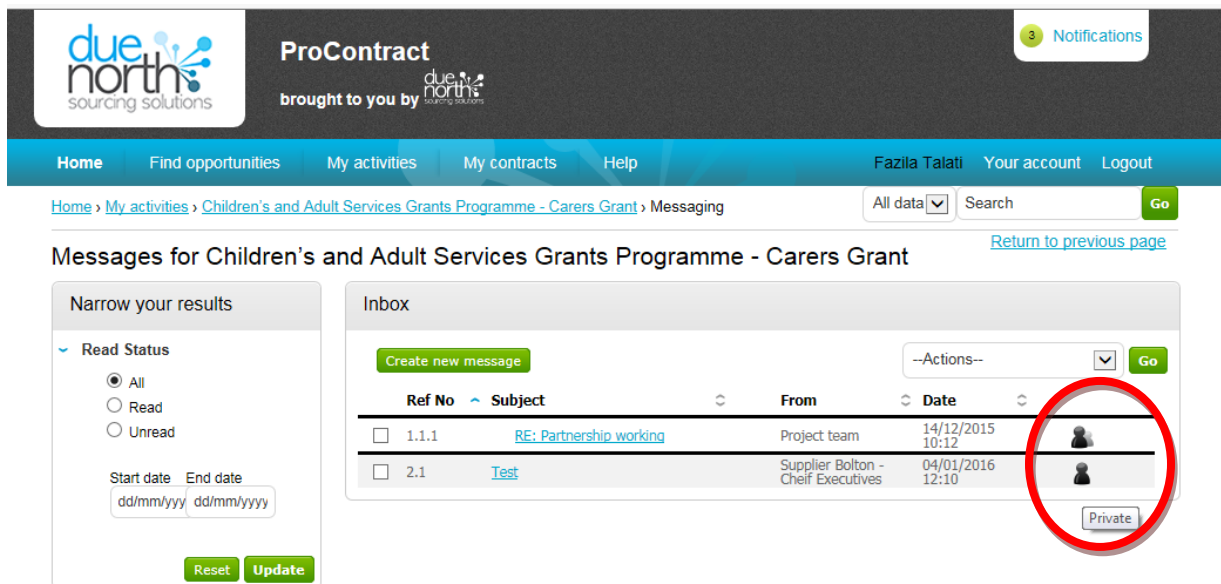 due
north
sourcing solutions
ProContract
brought to you by due
north
sourcing solutions
3 Notifications
Home Find opportunities My activities My contracts Help Fazila Talati Your account Logout
Home › My activities › Children's and Adult Services Grants Programme - Carers Grant › Messaging All data Search Go
Return to previous page
Messages for Children's and Adult Services Grants Programme - Carers Grant
Narrow your results
Read Status
All
Read
Unread
Start date End date
dd/mm/yyy dd/mm/yyyy
Reset Update
Inbox
Create new message --Actions-- Go
Ref No Subject From Date
1.1.1 RE: Partnership working Project team 14/12/2015
10:12
2.1 Test Supplier Bolton - 04/01/2016
Cheif Executives 12:10
Private